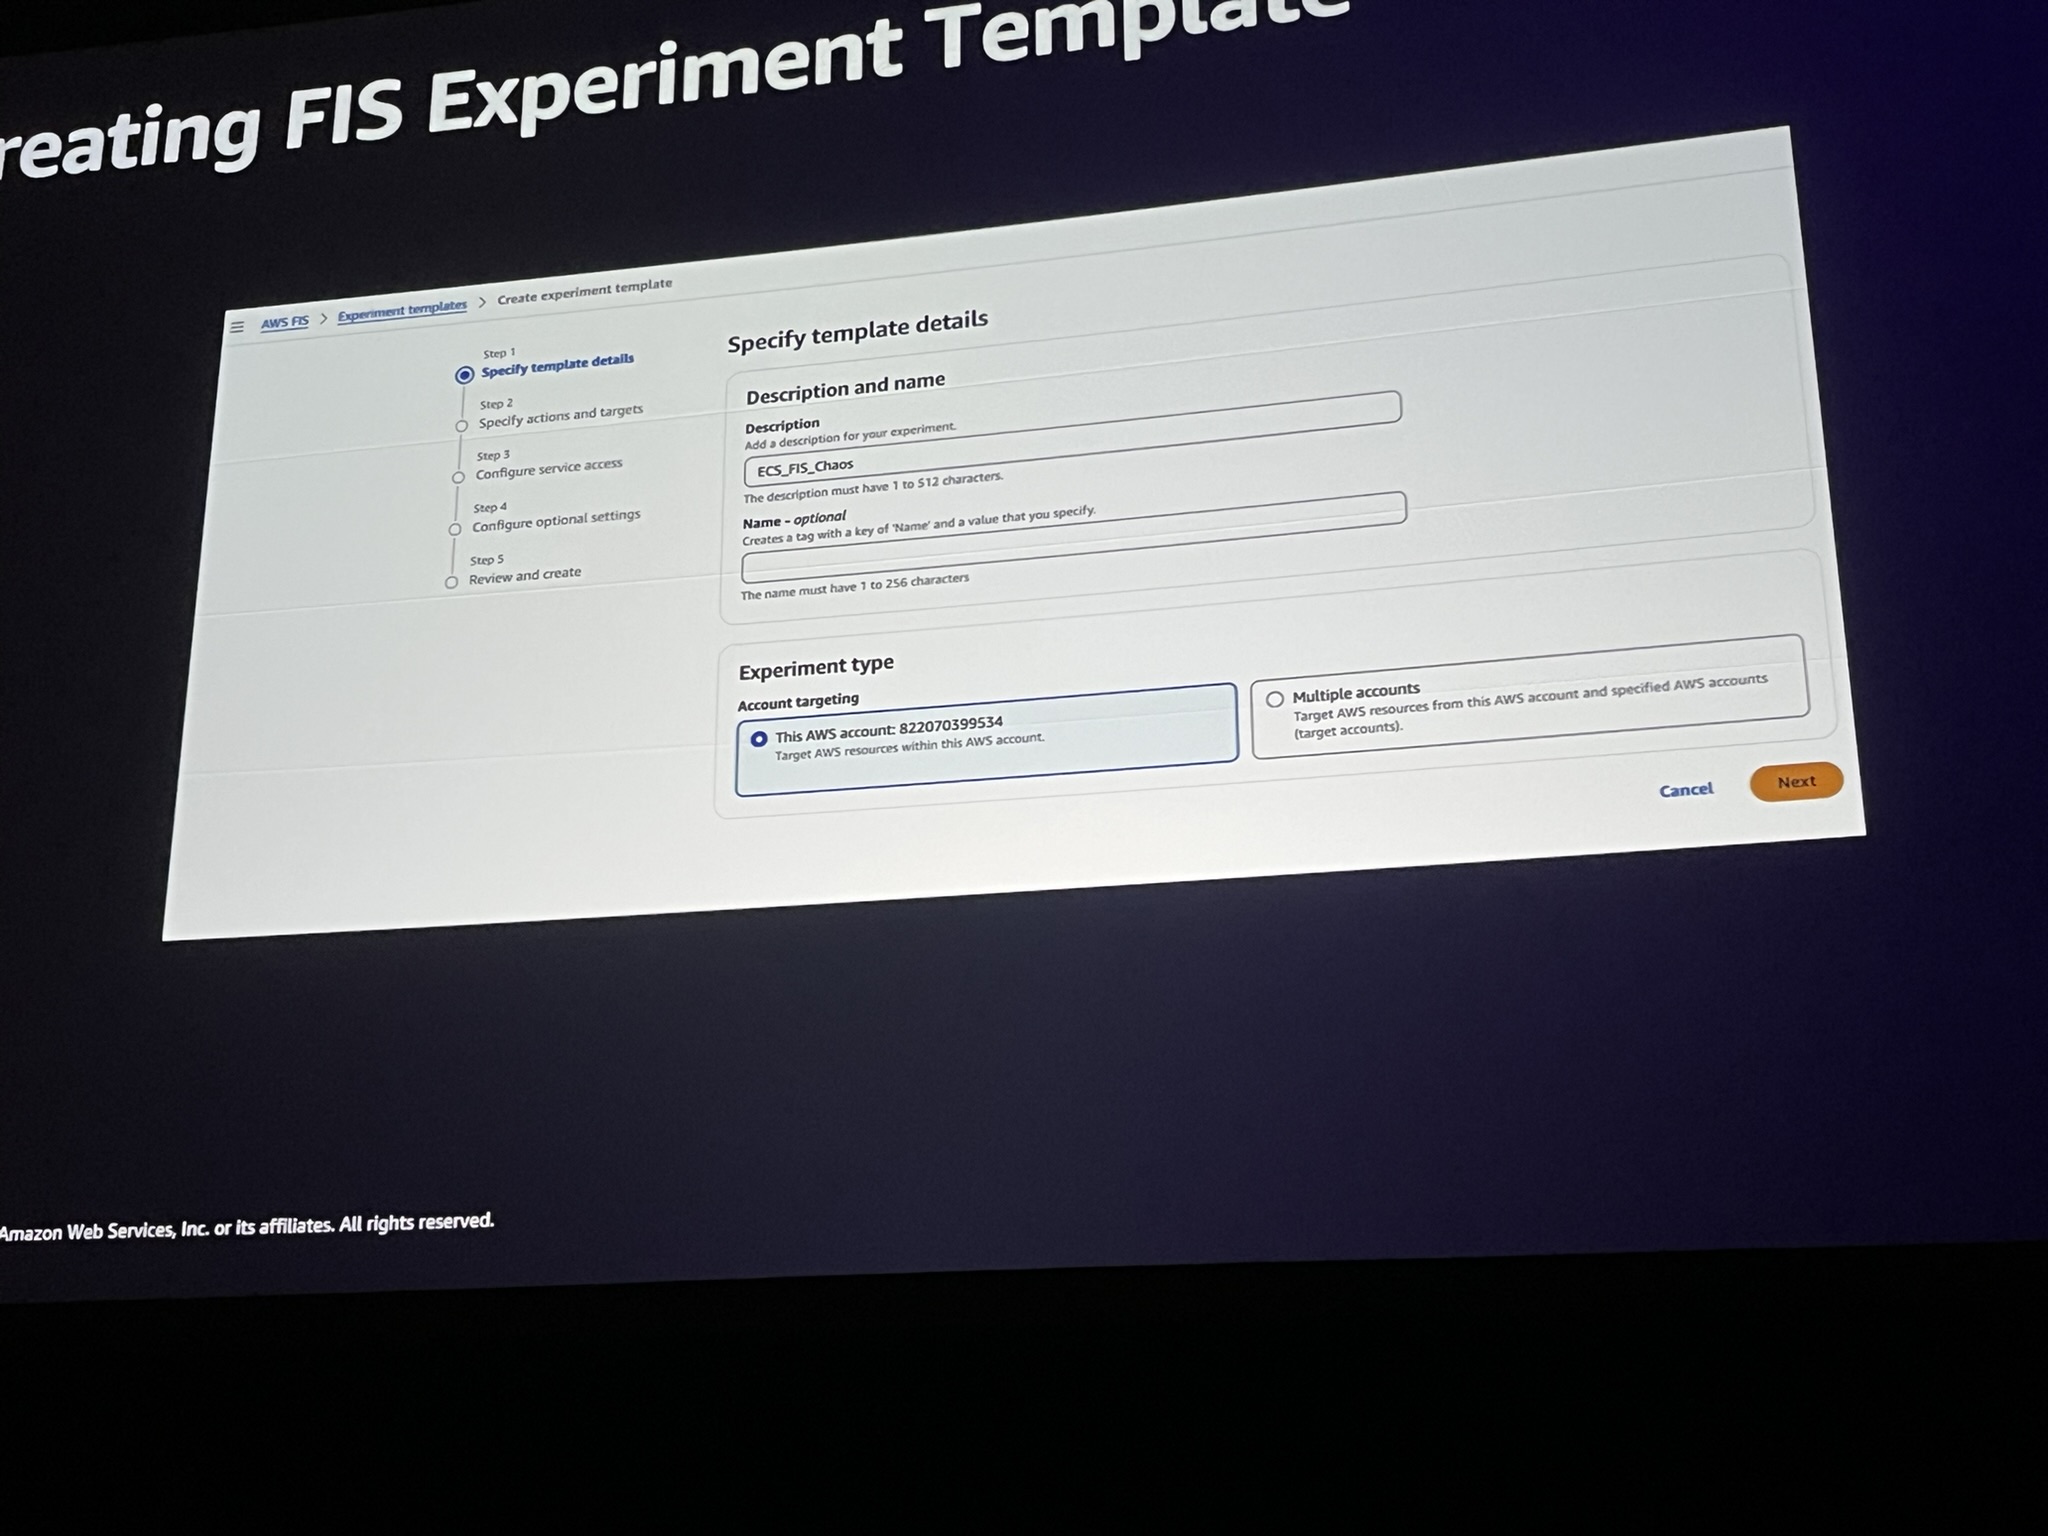 reating FIS Experiment Template
AWS FIS > Experiment templates > Create experiment template
Step 1
Specify template details
Step 2
Specify actions and targets
Step 3
Configure service access
Step 4
Configure optional settings
Step 5
Review and create
Specify template details
Description and name
Description
Add a description for your experiment.
ECS_FIS_Chaos
The description must have 1 to 512 characters.
Name - optional
Creates a tag with a key of 'Name' and a value that you specify.
The name must have 1 to 256 characters
Experiment type
Account targeting
This AWS account: 822070399534
Target AWS resources within this AWS account.
Multiple accounts
Target AWS resources from this AWS account and specified AWS accounts
(target accounts).
Cancel
Next
Amazon Web Services, Inc. or its affiliates. All rights reserved.